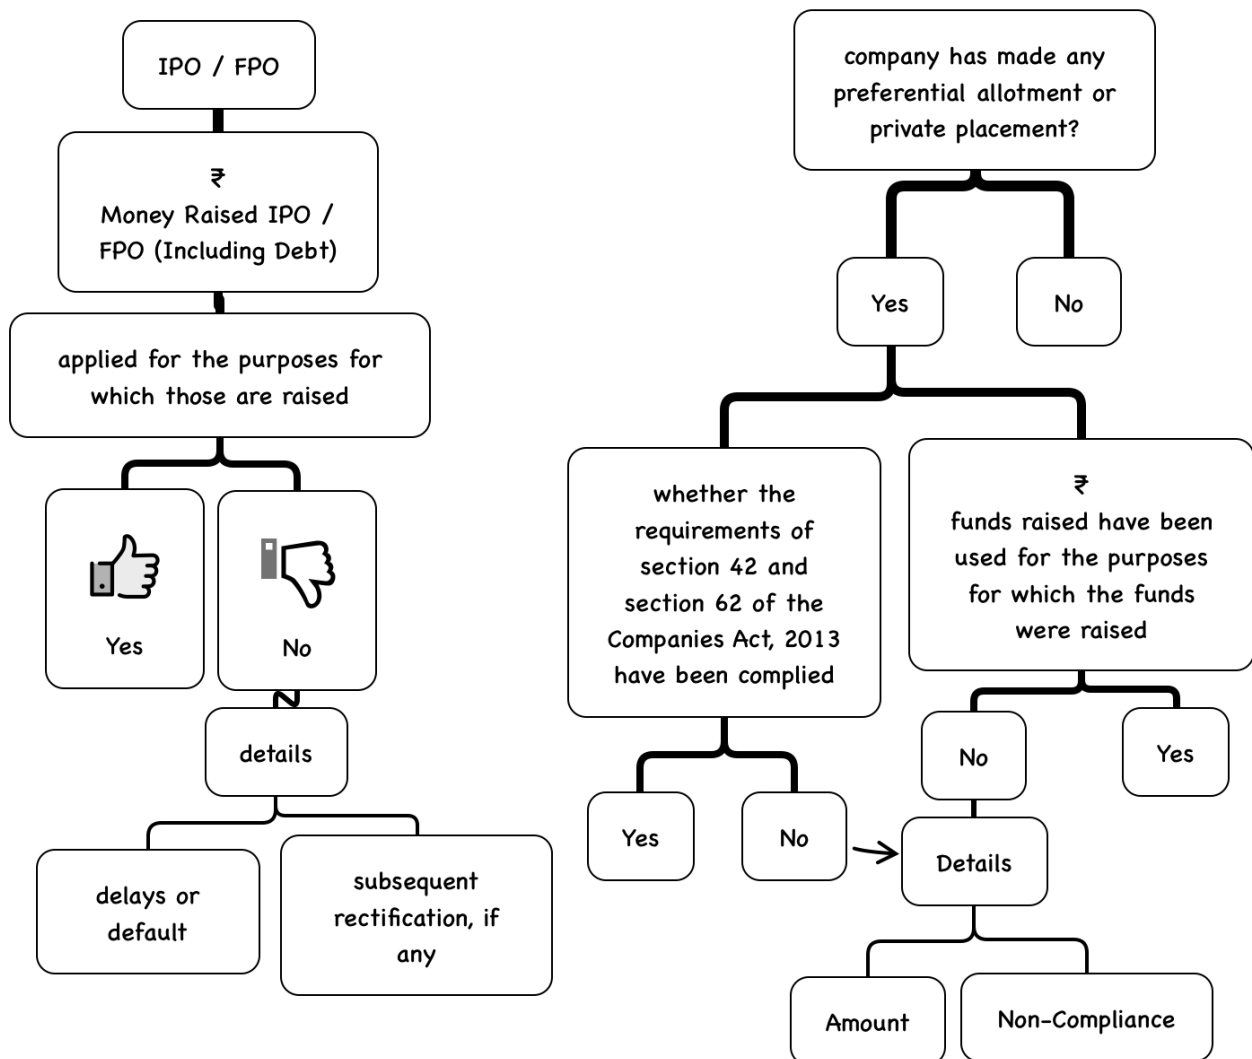 IPO / FPO
₹
Money Raised IPO /
FPO (Including Debt)
applied for the purposes for
which those are raised
Yes
No
details
delays or
default
subsequent
rectification, if
any
company has made any
preferential allotment or
private placement?
Yes
No
whether the
requirements of
section 42 and
section 62 of the
Companies Act, 2013
have been complied
₹
funds raised have been
used for the purposes
for which the funds
were raised
Yes
No
No
Yes
Details
Amount
Non-Compliance